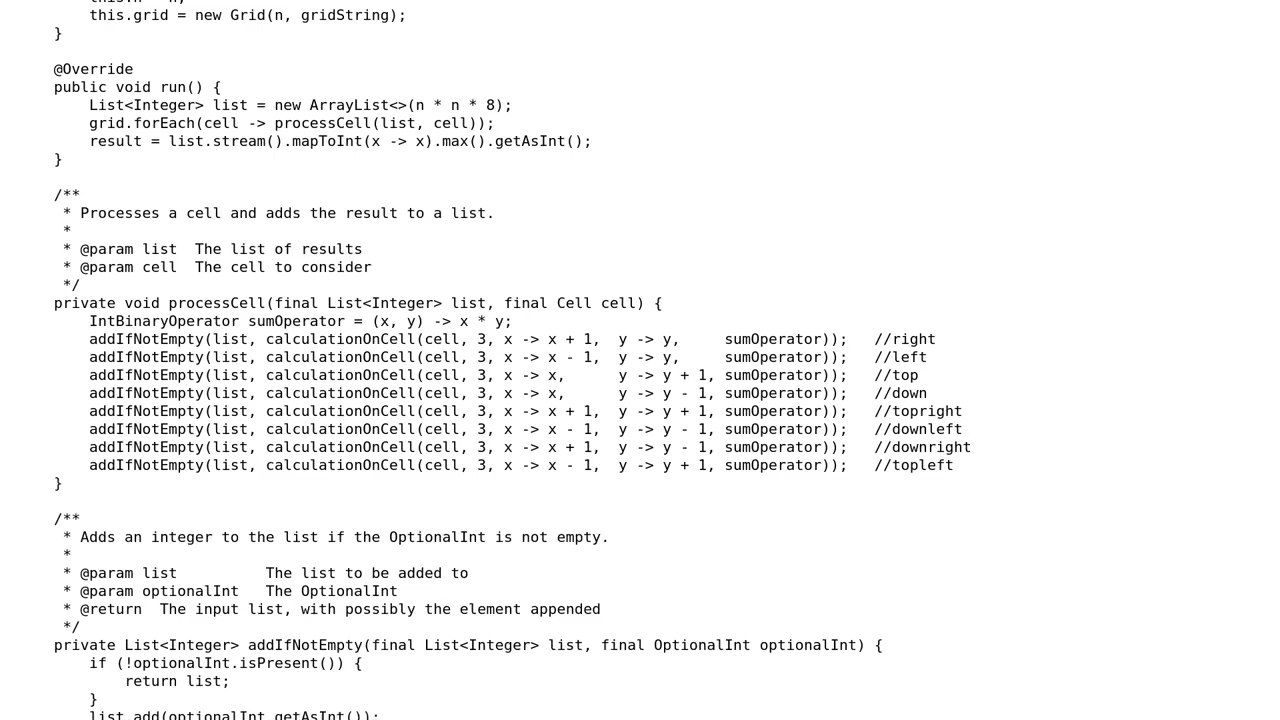 this.n = n;
this.grid = new Grid(n, gridString);
}
@Override
public void run() {
List<Integer> list = new ArrayList<>(n * n * 8);
grid.forEach(cell -> processCell(list, cell));
result = list.stream().mapToInt(x -> x).max().getAsInt();
}
/**
* Processes a cell and adds the result to a list.
*
* @param list  The list of results
* @param cell  The cell to consider
*/
private void processCell(final List<Integer> list, final Cell cell) {
IntBinaryOperator sumOperator = (x, y) -> x * y;
addIfNotEmpty(list, calculationOnCell(cell, 3, x -> x + 1,  y -> y,     sumOperator));   //right
addIfNotEmpty(list, calculationOnCell(cell, 3, x -> x - 1,  y -> y,     sumOperator));   //left
addIfNotEmpty(list, calculationOnCell(cell, 3, x -> x,      y -> y + 1, sumOperator));   //top
addIfNotEmpty(list, calculationOnCell(cell, 3, x -> x,      y -> y - 1, sumOperator));   //down
addIfNotEmpty(list, calculationOnCell(cell, 3, x -> x + 1,  y -> y + 1, sumOperator));   //topright
addIfNotEmpty(list, calculationOnCell(cell, 3, x -> x - 1,  y -> y - 1, sumOperator));   //downleft
addIfNotEmpty(list, calculationOnCell(cell, 3, x -> x + 1,  y -> y - 1, sumOperator));   //downright
addIfNotEmpty(list, calculationOnCell(cell, 3, x -> x - 1,  y -> y + 1, sumOperator));   //topleft
}
/**
* Adds an integer to the list if the OptionalInt is not empty.
*
* @param list          The list to be added to
* @param optionalInt   The OptionalInt
* @return  The input list, with possibly the element appended
*/
private List<Integer> addIfNotEmpty(final List<Integer> list, final OptionalInt optionalInt) {
if (!optionalInt.isPresent()) {
return list;
}
list.add(optionalInt.getAsInt());